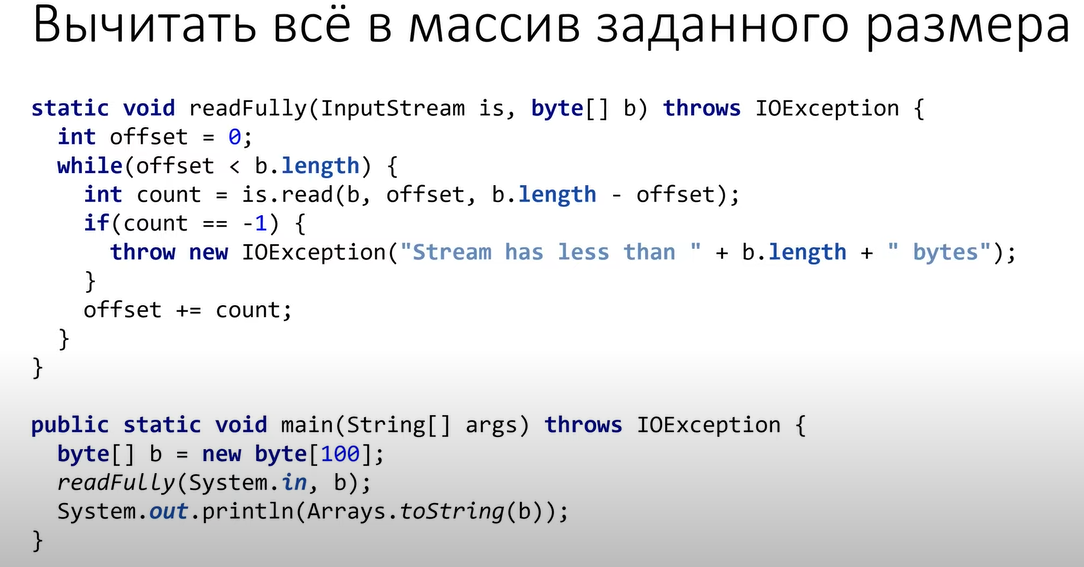 Вычитать всё в массив заданного размера
static void readFully(InputStream is, byte[] b) throws IOException {
  int offset = 0;
  while(offset < b.length) {
    int count = is.read(b, offset, b.length - offset);
    if(count == -1) {
      throw new IOException("Stream has less than " + b.length + " bytes");
    }
    offset += count;
  }
}
public static void main(String[] args) throws IOException {
  byte[] b = new byte[100];
  readFully(System.in, b);
  System.out.println(Arrays.toString(b));
}